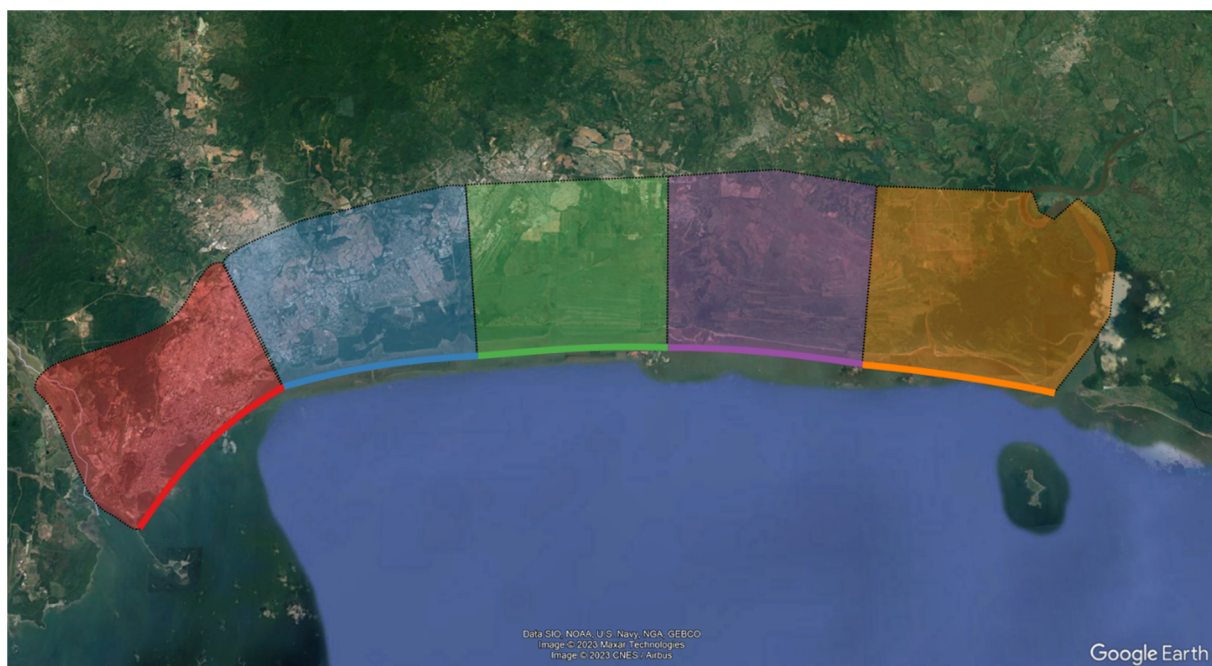 Data SIO, NOAA, U.S. Navy, NGA, GEBCO
Image © 2023 Maxar Technologies
Image © 2023 CNES / Airbus
Google Earth